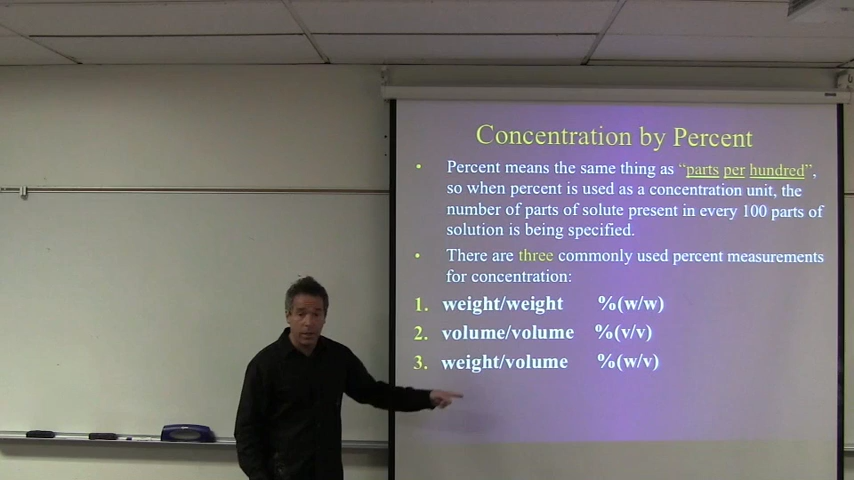 Concentration by Percent
• Percent means the same thing as “parts per hundred”,
so when percent is used as a concentration unit, the
number of parts of solute present in every 100 parts of
solution is being specified.
• There are three commonly used percent measurements
for concentration:
1. weight/weight %(w/w)
2. volume/volume %(v/v)
3. weight/volume %(w/v)